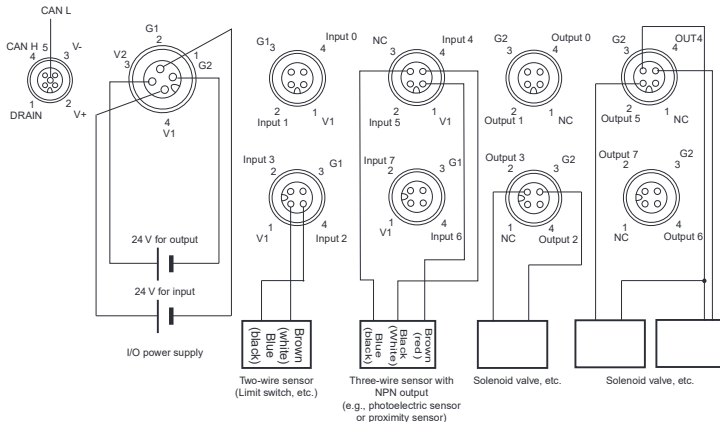 CAN L
CAN H
5
4
3
V-
1
2
DRAIN
V+
G1
2
V2
3
1
G2
4
V1
24 V for output
24 V for input
I/O power supply
G1
3
4
Input 0
2
1
Input 1
V1
NC
3
4
Input 4
2
1
Input 5
V1
G2
3
4
Output 0
2
1
Output 1
NC
G2
3
4
OUT4
2
1
Output 5
NC
Input 3
2
3
G1
1
4
V1
Input 2
Input 7
2
3
G1
1
4
V1
Input 6
Output 3
2
3
G2
1
4
NC
Output 2
Output 7
2
3
G2
1
4
NC
Output 6
Brown
(white)
Blue
(black)
Brown
(red)
Black
(White)
Blue
(black)
Two-wire sensor
(Limit switch, etc.)
Three-wire sensor with
NPN output
(e.g., photoelectric sensor
or proximity sensor)
Solenoid valve, etc.
Solenoid valve, etc.